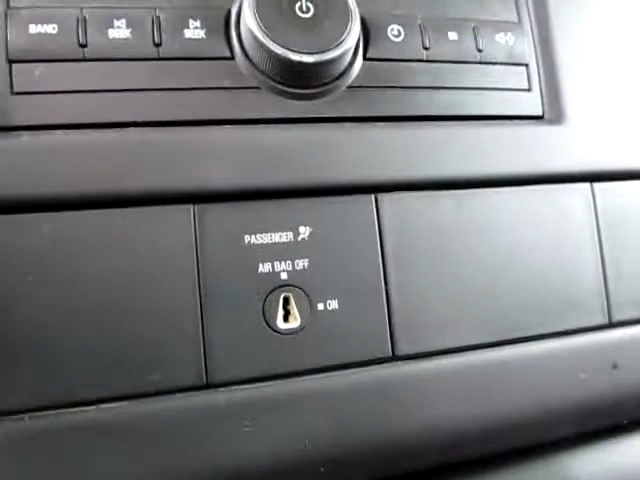 BAND
SEEK
SEEK
PASSENGER
AIR BAG OFF
ON